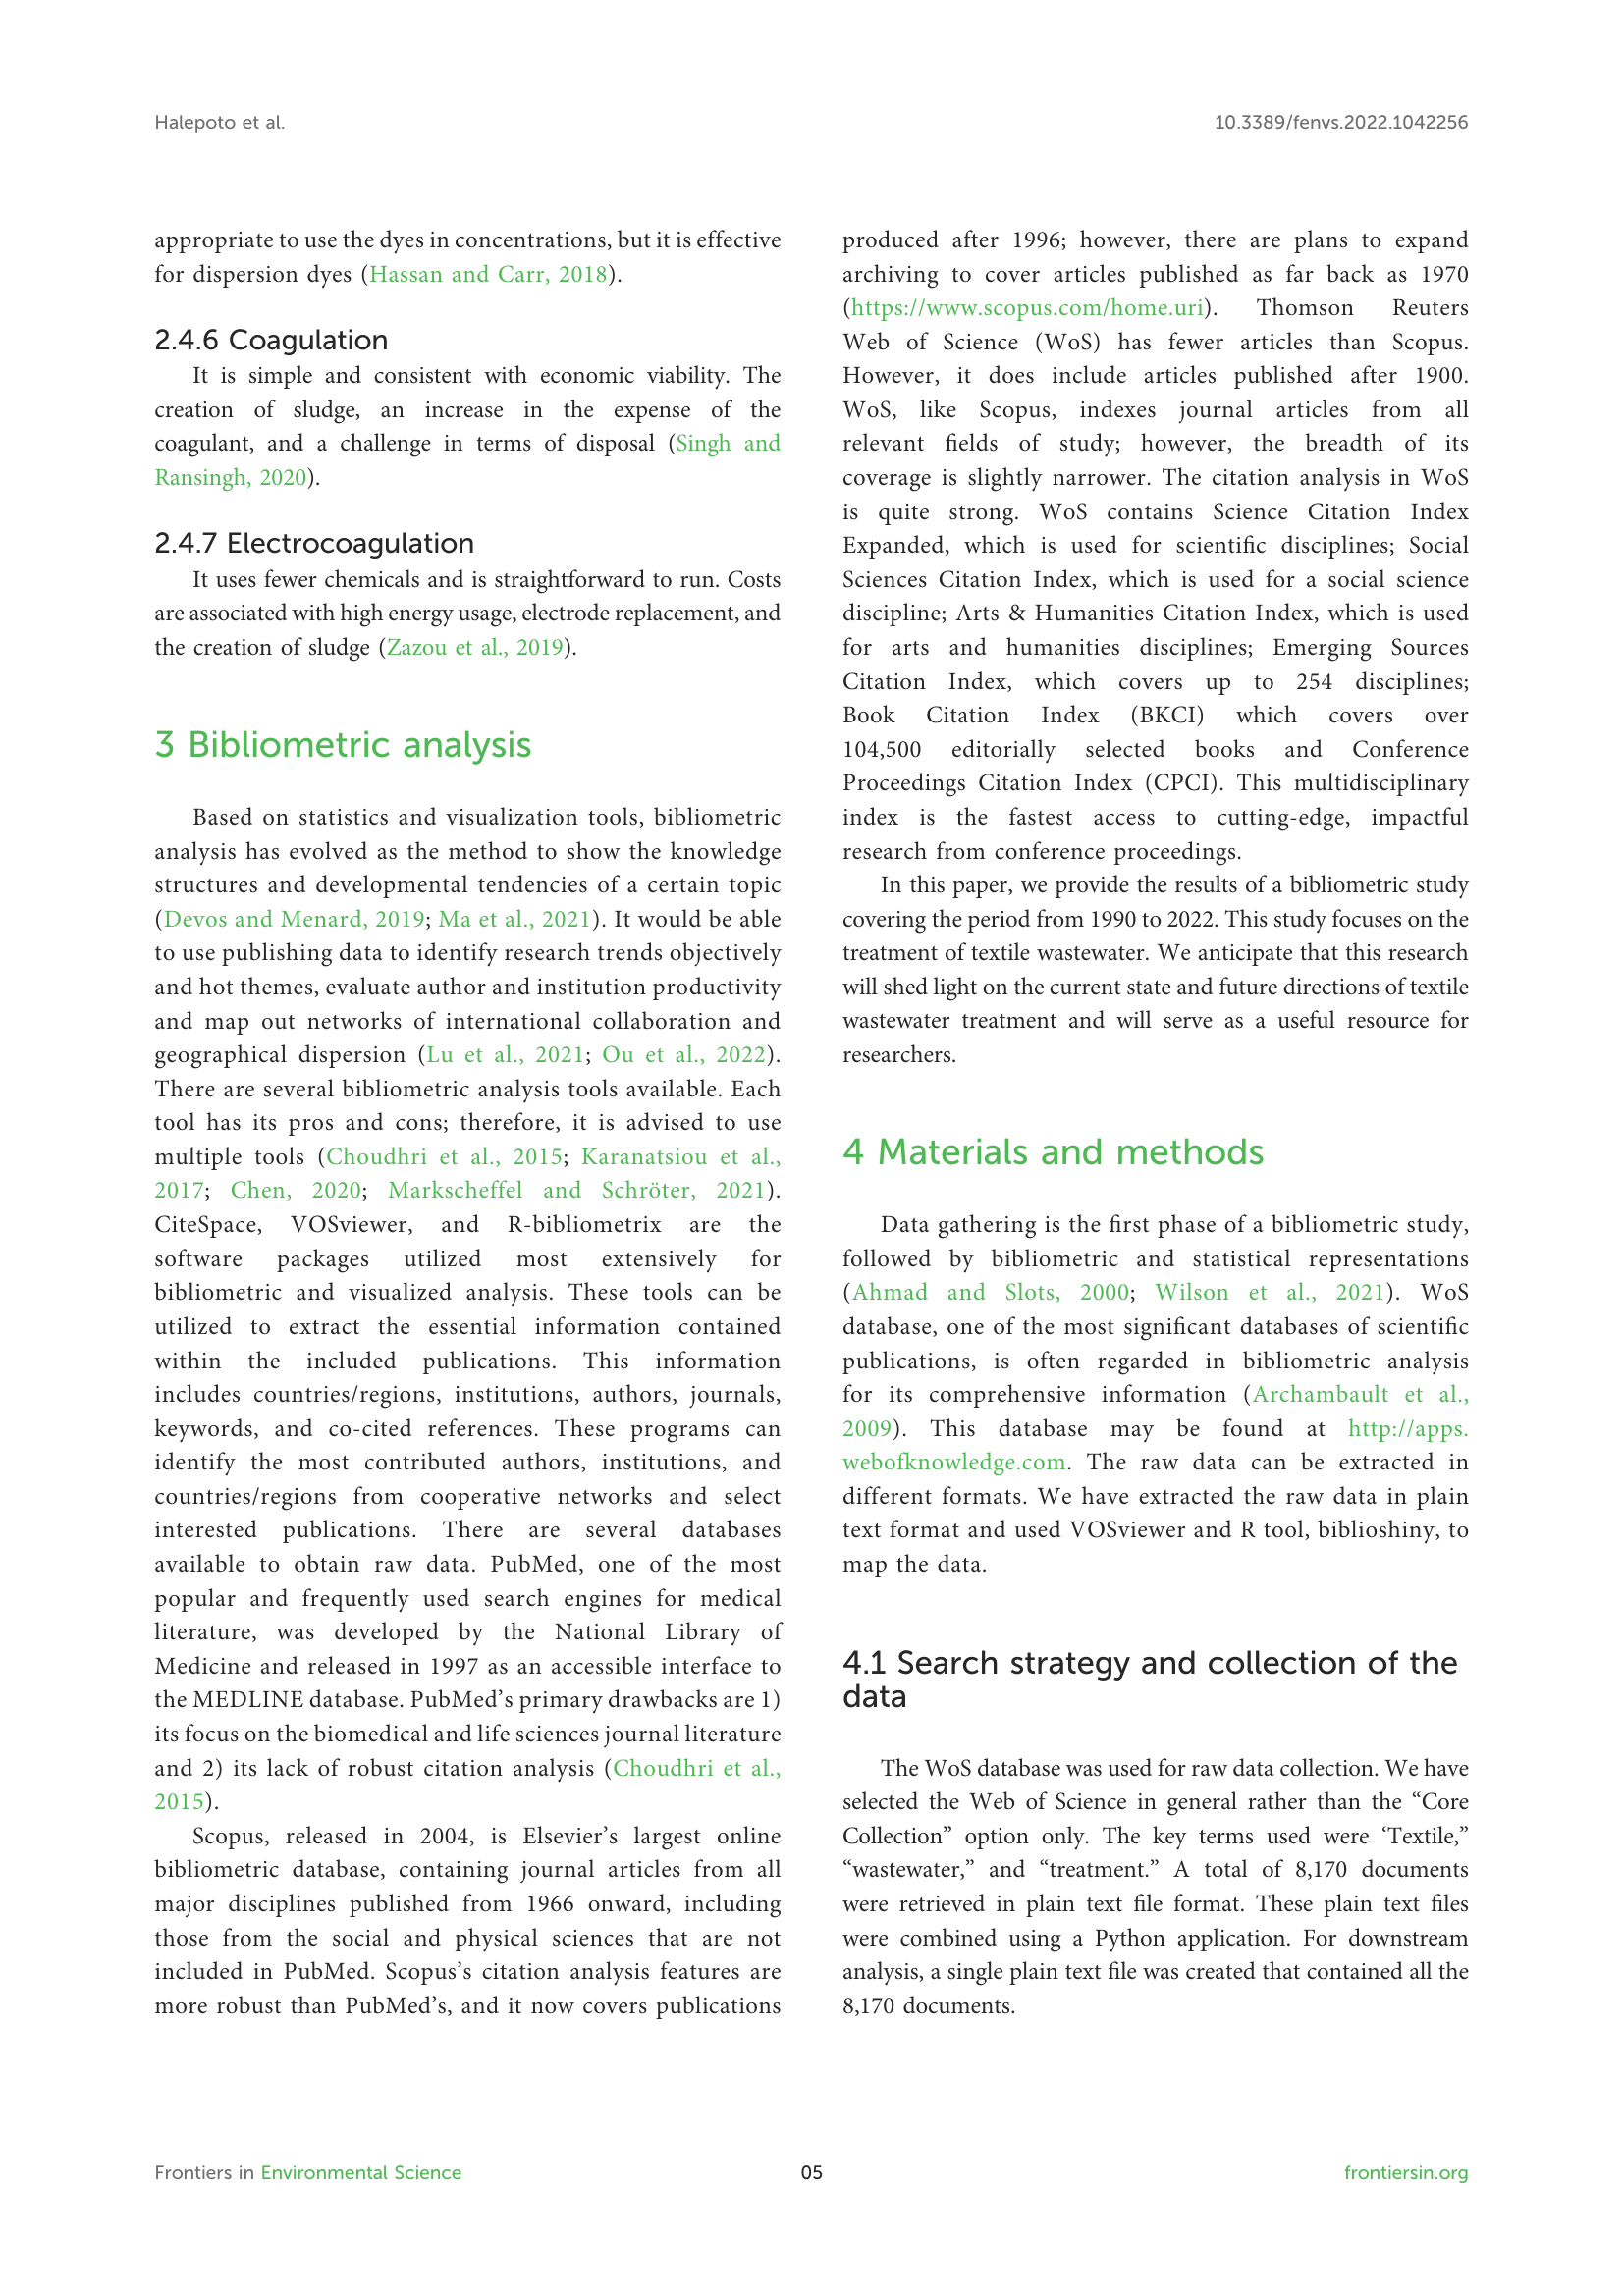 Halepoto et al.
10.3389/fenvs.2022.1042256
appropriate to use the dyes in concentrations, but it is effective
for dispersion dyes (Hassan and Carr, 2018).
2.4.6 Coagulation
It is simple and consistent with economic viability. The
creation of sludge, an increase in the expense of the
coagulant, and a challenge in terms of disposal (Singh and
Ransingh, 2020).
2.4.7 Electrocoagulation
It uses fewer chemicals and is straightforward to run. Costs
are associated with high energy usage, electrode replacement, and
the creation of sludge (Zazou et al., 2019).
3 Bibliometric analysis
Based on statistics and visualization tools, bibliometric
analysis has evolved as the method to show the knowledge
structures and developmental tendencies of a certain topic
(Devos and Menard, 2019; Ma et al., 2021). It would be able
to use publishing data to identify research trends objectively
and hot themes, evaluate author and institution productivity
and map out networks of international collaboration and
geographical dispersion (Lu et al., 2021; Ou et al., 2022).
There are several bibliometric analysis tools available. Each
tool has its pros and cons; therefore, it is advised to use
multiple tools (Choudhri et al., 2015; Karanatsiou et al.,
2017; Chen, 2020; Markscheffel and Schröter, 2021).
CiteSpace, VOSviewer, and R-bibliometrix are the
software packages utilized most extensively for
bibliometric and visualized analysis. These tools can be
utilized to extract the essential information contained
within the included publications. This information
includes countries/regions, institutions, authors, journals,
keywords, and co-cited references. These programs can
identify the most contributed authors, institutions, and
countries/regions from cooperative networks and select
interested publications. There are several databases
available to obtain raw data. PubMed, one of the most
popular and frequently used search engines for medical
literature, was developed by the National Library of
Medicine and released in 1997 as an accessible interface to
the MEDLINE database. PubMed’s primary drawbacks are 1)
its focus on the biomedical and life sciences journal literature
and 2) its lack of robust citation analysis (Choudhri et al.,
2015).
Scopus, released in 2004, is Elsevier’s largest online
bibliometric database, containing journal articles from all
major disciplines published from 1966 onward, including
those from the social and physical sciences that are not
included in PubMed. Scopus’s citation analysis features are
more robust than PubMed’s, and it now covers publications
produced after 1996; however, there are plans to expand
archiving to cover articles published as far back as 1970
(https://www.scopus.com/home.uri). Thomson Reuters
Web of Science (WoS) has fewer articles than Scopus.
However, it does include articles published after 1900.
WoS, like Scopus, indexes journal articles from all
relevant fields of study; however, the breadth of its
coverage is slightly narrower. The citation analysis in WoS
is quite strong. WoS contains Science Citation Index
Expanded, which is used for scientific disciplines; Social
Sciences Citation Index, which is used for a social science
discipline; Arts & Humanities Citation Index, which is used
for arts and humanities disciplines; Emerging Sources
Citation Index, which covers up to 254 disciplines;
Book Citation Index (BKCI) which covers over
104,500 editorially selected books and Conference
Proceedings Citation Index (CPCI). This multidisciplinary
index is the fastest access to cutting-edge, impactful
research from conference proceedings.
In this paper, we provide the results of a bibliometric study
covering the period from 1990 to 2022. This study focuses on the
treatment of textile wastewater. We anticipate that this research
will shed light on the current state and future directions of textile
wastewater treatment and will serve as a useful resource for
researchers.
4 Materials and methods
Data gathering is the first phase of a bibliometric study,
followed by bibliometric and statistical representations
(Ahmad and Slots, 2000; Wilson et al., 2021). WoS
database, one of the most significant databases of scientific
publications, is often regarded in bibliometric analysis
for its comprehensive information (Archambault et al.,
2009). This database may be found at http://apps.
webofknowledge.com. The raw data can be extracted in
different formats. We have extracted the raw data in plain
text format and used VOSviewer and R tool, biblioshiny, to
map the data.
4.1 Search strategy and collection of the
data
The WoS database was used for raw data collection. We have
selected the Web of Science in general rather than the “Core
Collection” option only. The key terms used were ‘Textile,”
“wastewater,” and “treatment.” A total of 8,170 documents
were retrieved in plain text file format. These plain text files
were combined using a Python application. For downstream
analysis, a single plain text file was created that contained all the
8,170 documents.
Frontiers in Environmental Science
05
frontiersin.org